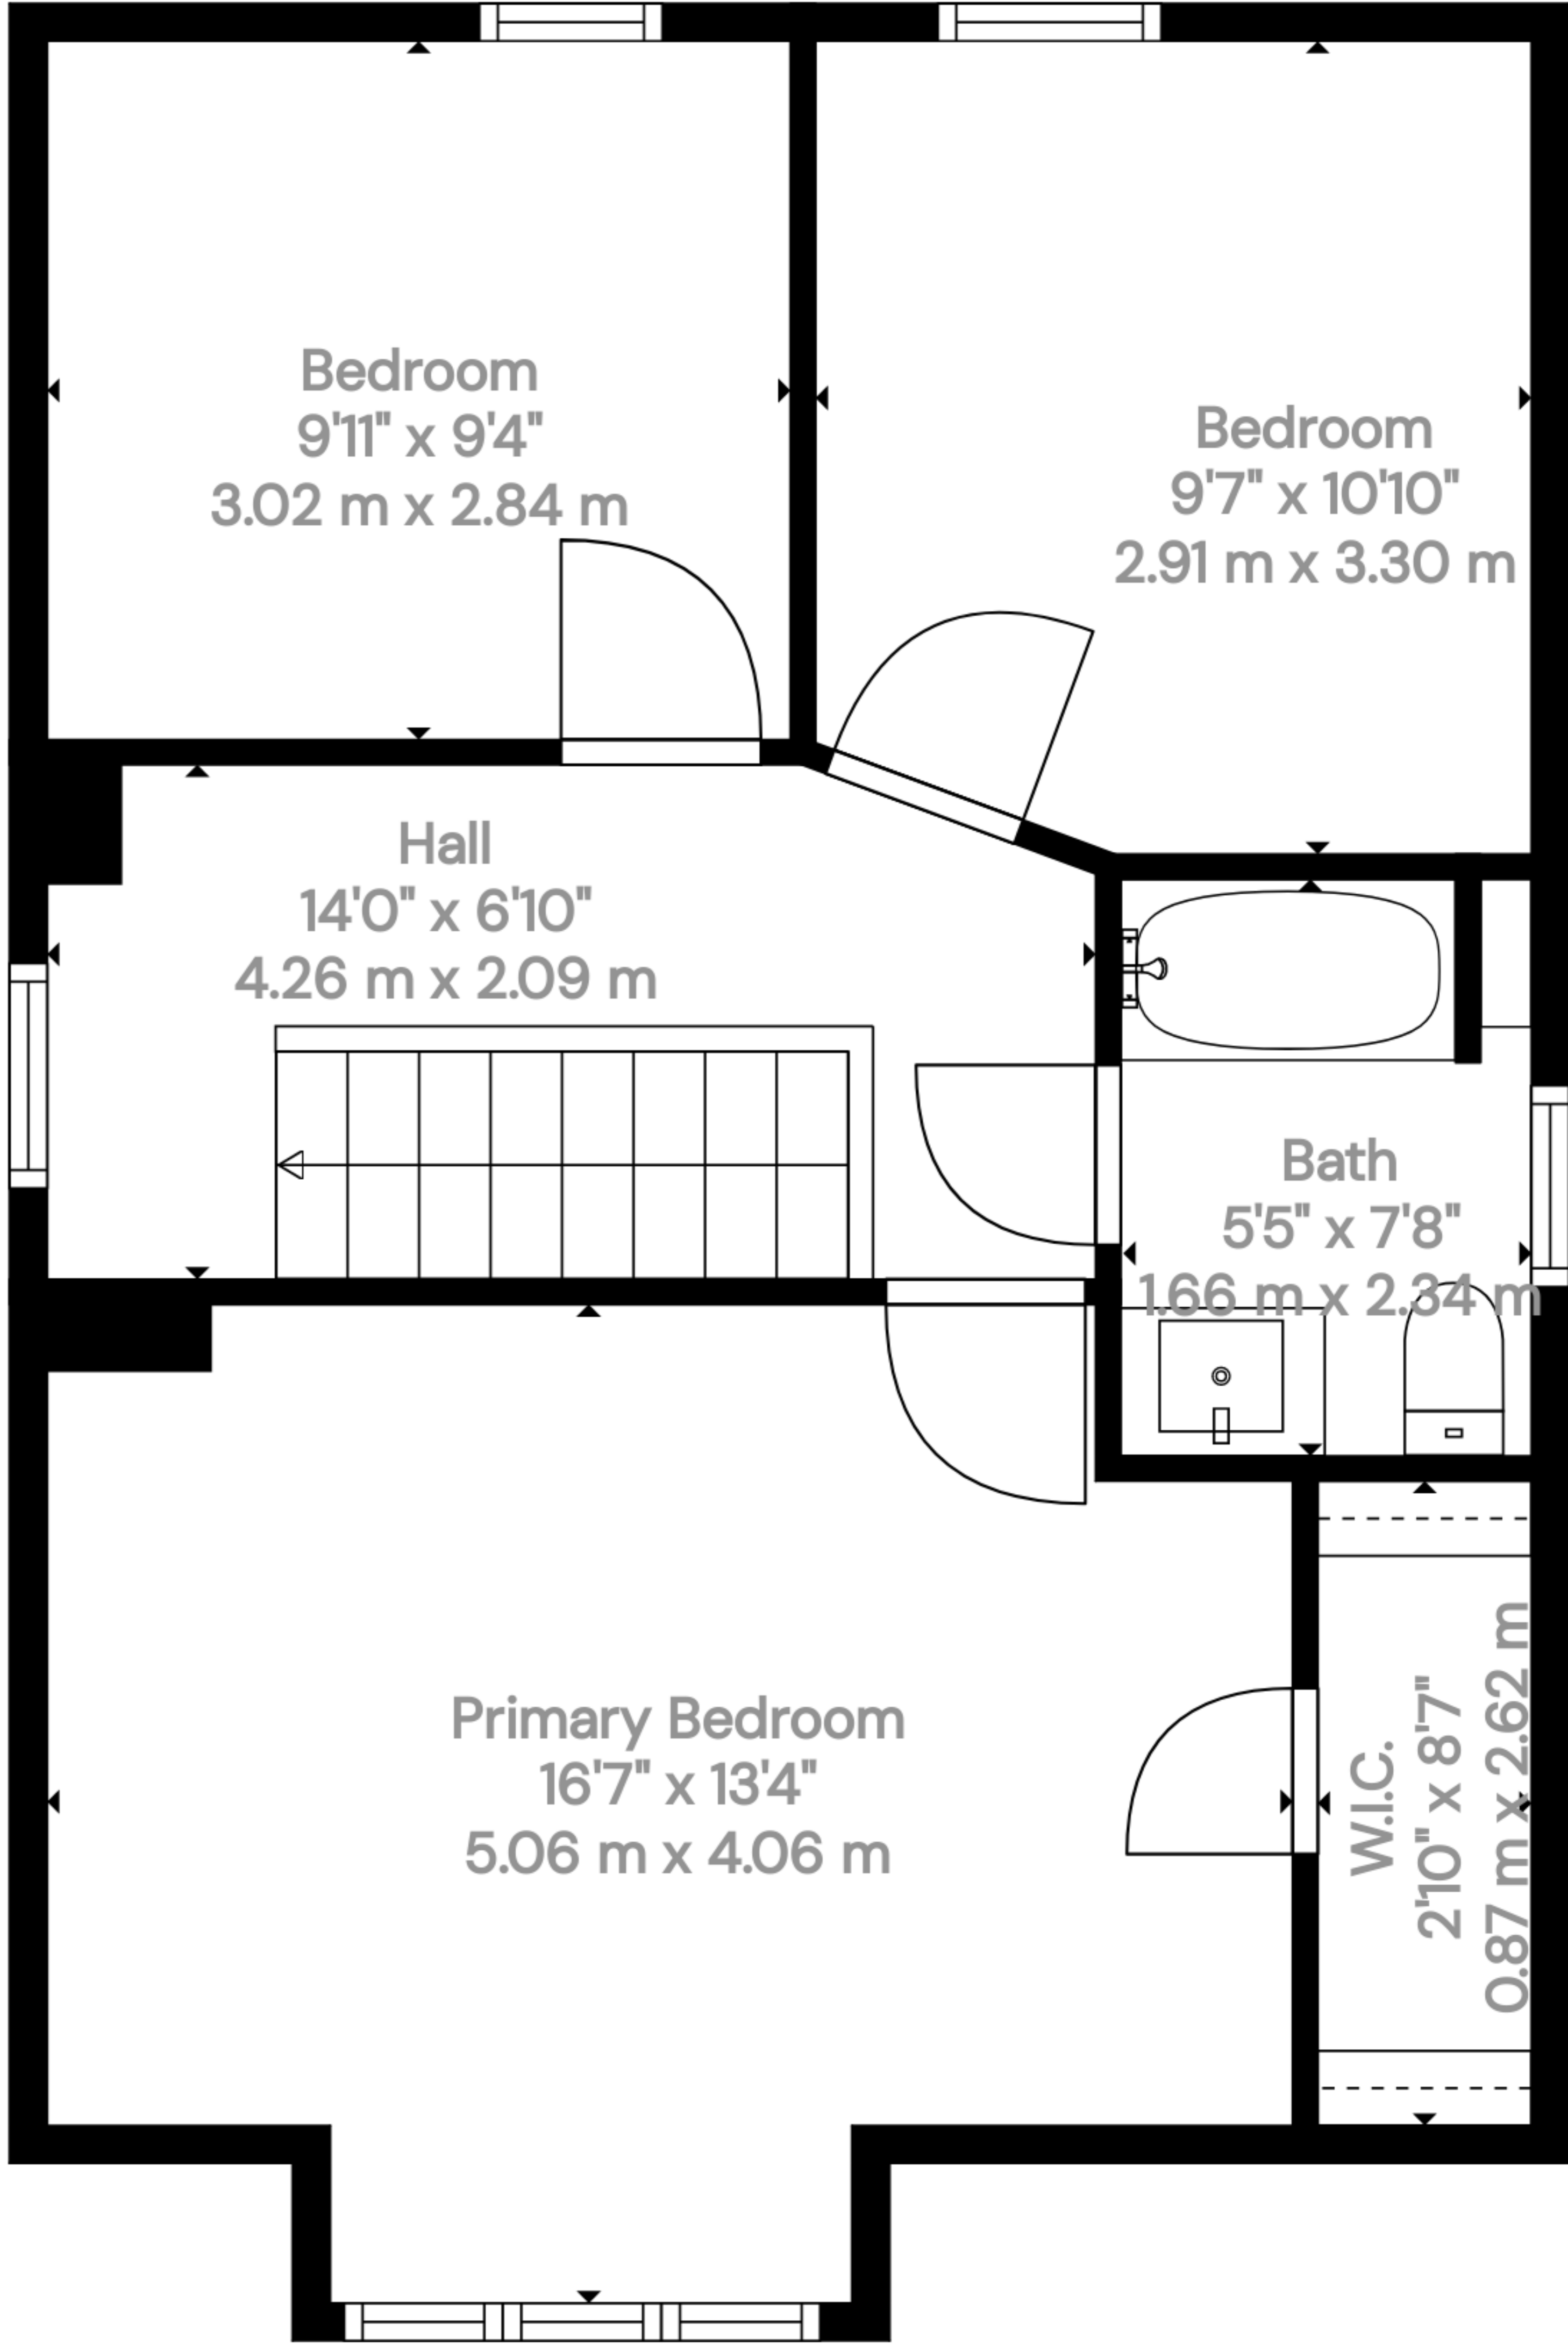 Bedroom
9'11" x 9'4"
3.02 m x 2.84 m
Bedroom
9'7" x 10'10"
2.91 m x 3.30 m
Hall
14'0" x 6'10"
4.26 m x 2.09 m
Bath
5'5" x 7'8"
1.66 m x 2.34 m
Primary Bedroom
16'7" x 13'4"
5.06 m x 4.06 m
W.I.C.
2'10" x 8'7"
0.87 m x 2.62 m